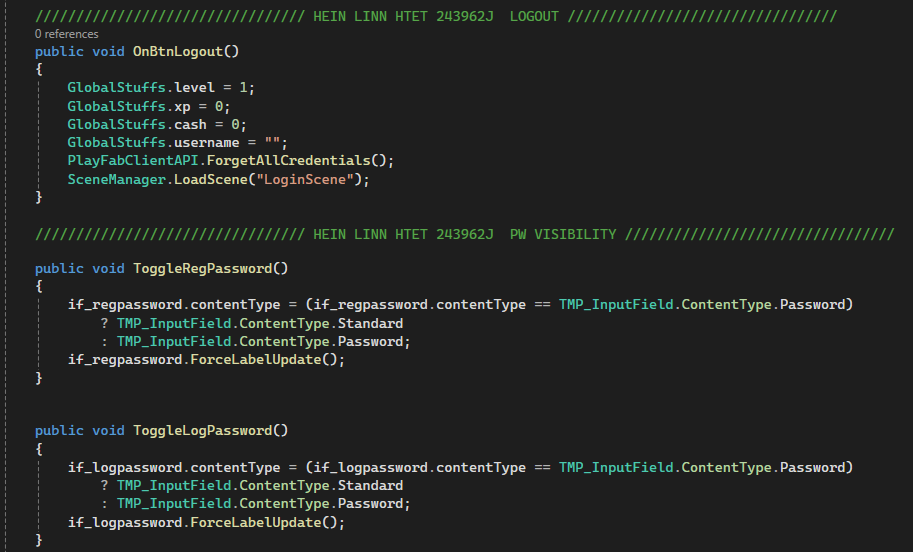 ///////////////////////////////// HEIN LINN HTET 243962J  LOGOUT /////////////////////////////////
0 references
public void OnBtnLogout()
{
    GlobalStuffs.level = 1;
    GlobalStuffs.xp = 0;
    GlobalStuffs.cash = 0;
    GlobalStuffs.username = "";
    PlayFabClientAPI.ForgetAllCredentials();
    SceneManager.LoadScene("LoginScene");
}
///////////////////////////////// HEIN LINN HTET 243962J  PW VISIBILITY /////////////////////////////////
public void ToggleRegPassword()
{
    if_regpassword.contentType = (if_regpassword.contentType == TMP_InputField.ContentType.Password)
        ? TMP_InputField.ContentType.Standard
        : TMP_InputField.ContentType.Password;
    if_regpassword.ForceLabelUpdate();
}
public void ToggleLogPassword()
{
    if_logpassword.contentType = (if_logpassword.contentType == TMP_InputField.ContentType.Password)
        ? TMP_InputField.ContentType.Standard
        : TMP_InputField.ContentType.Password;
    if_logpassword.ForceLabelUpdate();
}